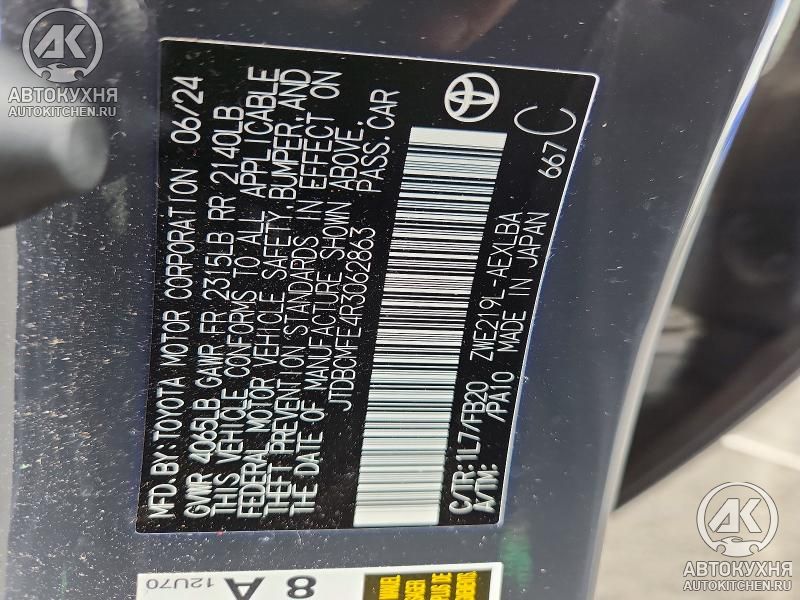 MFD.BY:TOYOTA MOTOR CORPORATION 06/24
GVWR 4065LB GAWR FR 2315LB RR 2140LB
THIS VEHICLE CONFORMS TO ALL APPLICABLE
FEDERAL MOTOR VEHICLE SAFETY, BUMPER, AND
THEFT PREVENTION STANDARDS IN EFFECT ON
THE DATE OF MANUFACTURE SHOWN ABOVE.
JTDBCMFE4R3062863 PASS.CAR
C/TR:1L7/FB20 ZWE219L-AEXLBA
A/TM: /PA10 MADE IN JAPAN
667 C
8 A
12U70
AK
АВТОКУХНЯ
AUTOKITCHEN.RU
AK
АВТОКУХНЯ
AUTOKITCHEN.RU